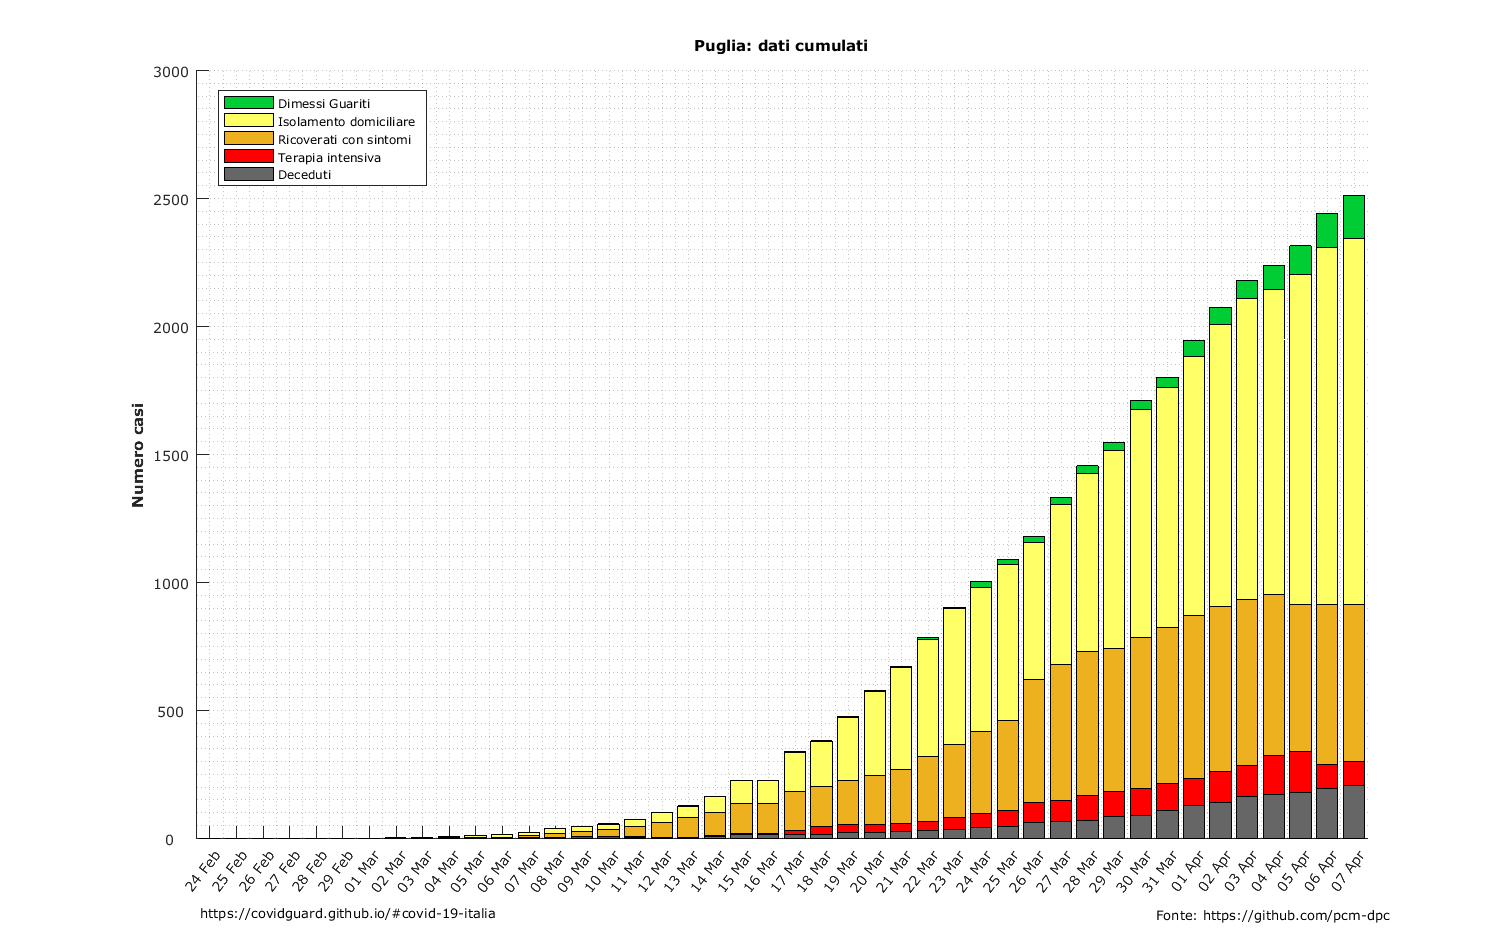 Puglia: dati cumulati
3000
2500
2000
1500
1000
500
0
Numero casi
Dimessi Guariti
Isolamento domiciliare
Ricoverati con sintomi
Terapia intensiva
Deceduti
24 Feb
25 Feb
26 Feb
27 Feb
28 Feb
29 Feb
01 Mar
02 Mar
03 Mar
04 Mar
05 Mar
06 Mar
07 Mar
08 Mar
09 Mar
10 Mar
11 Mar
12 Mar
13 Mar
14 Mar
15 Mar
16 Mar
17 Mar
18 Mar
19 Mar
20 Mar
21 Mar
22 Mar
23 Mar
24 Mar
25 Mar
26 Mar
27 Mar
28 Mar
29 Mar
30 Mar
31 Mar
01 Apr
02 Apr
03 Apr
04 Apr
05 Apr
06 Apr
07 Apr
https://covidguard.github.io/#covid-19-italia
Fonte: https://github.com/pcm-dpc